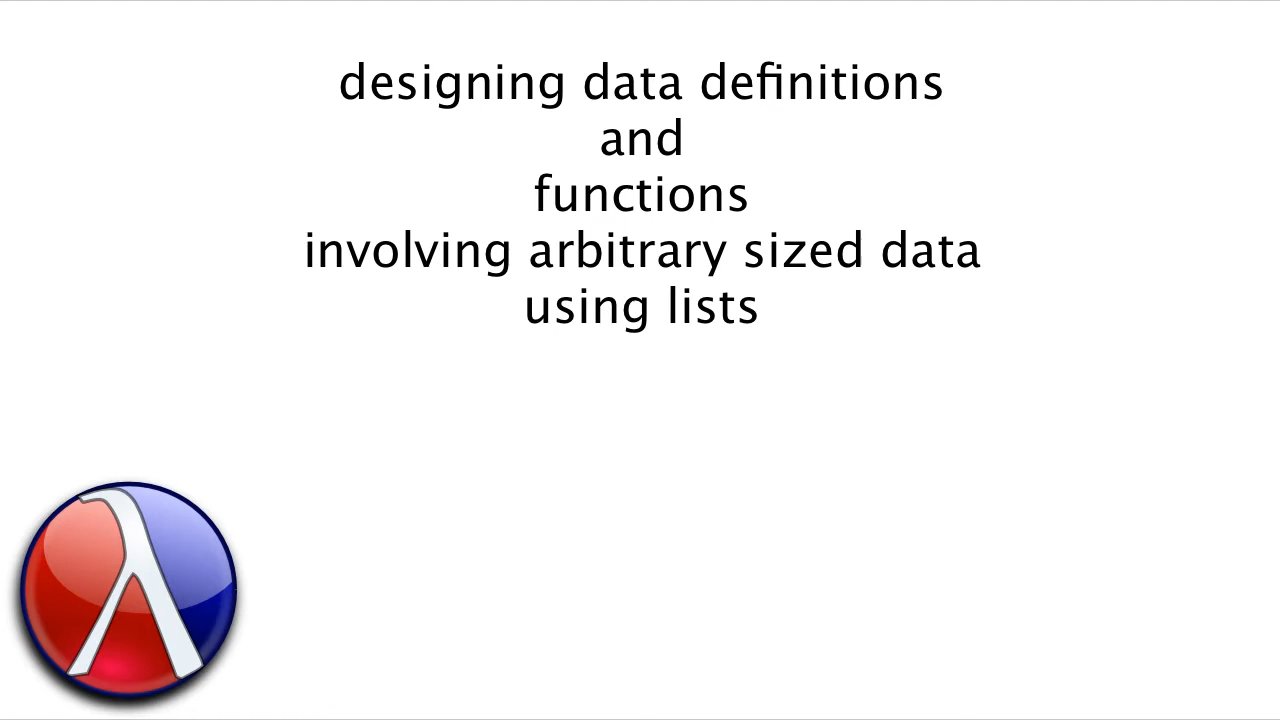 designing data definitions
and
functions
involving arbitrary sized data
using lists